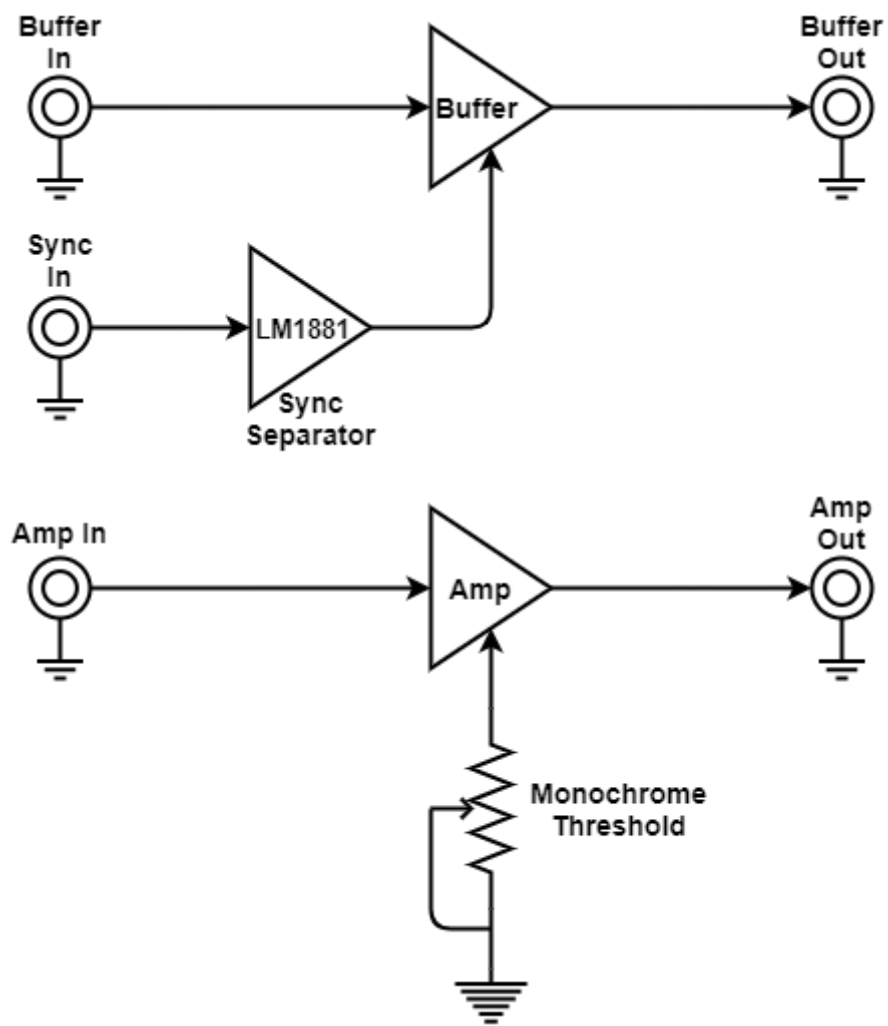 Buffer
In
Buffer
Out
Buffer
Sync
In
LM1881
Sync
Separator
Amp In
Amp
Out
Amp
Monochrome
Threshold